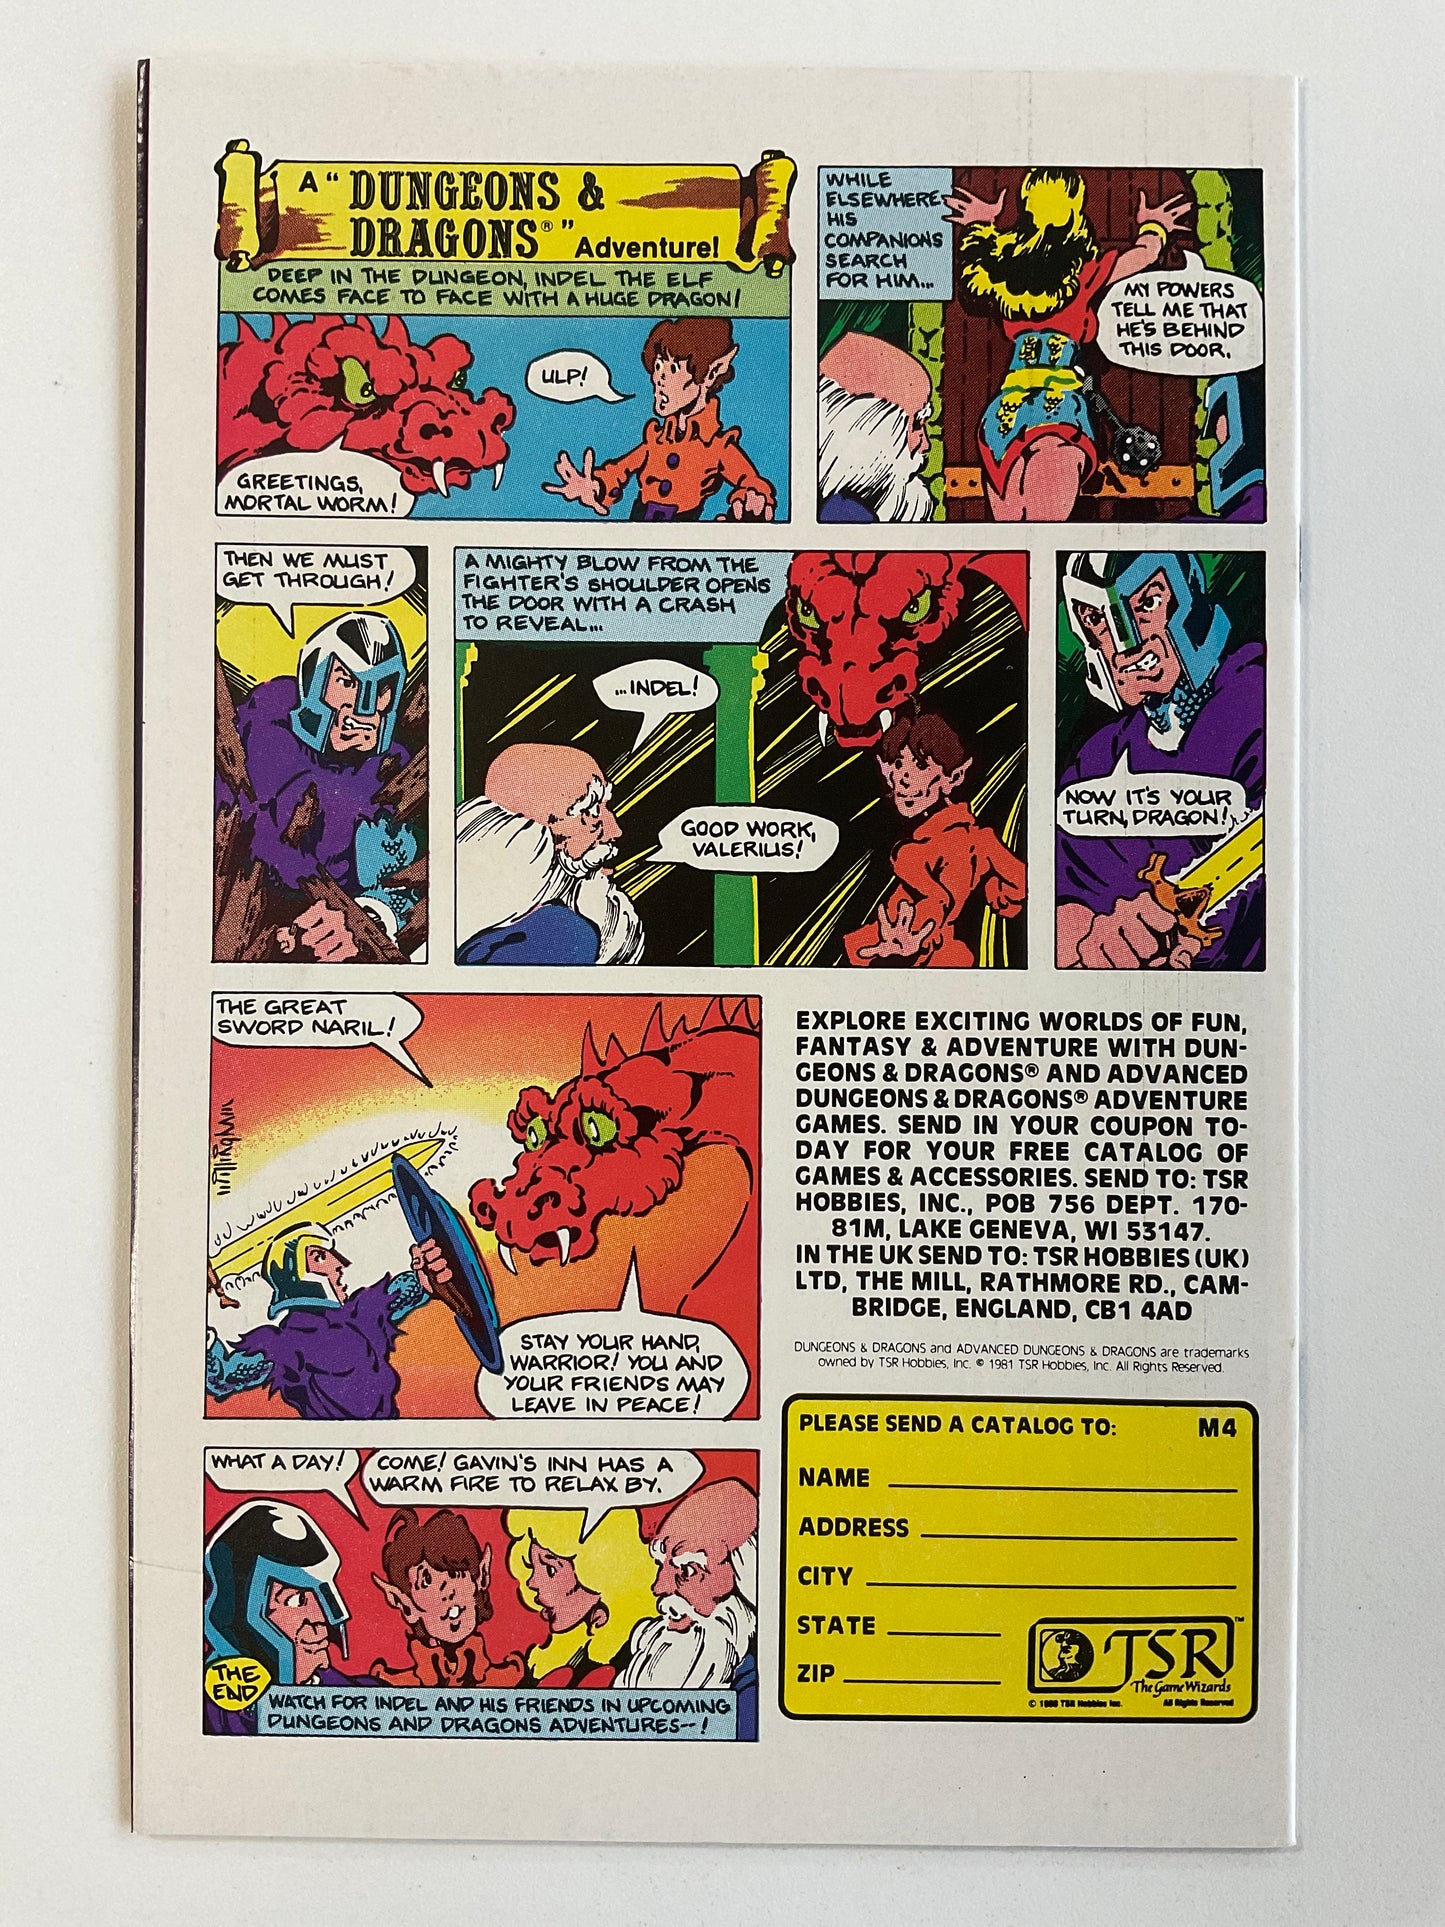 A "DUNGEONS &
DRAGONS®" Adventure!
DEEP IN THE DUNGEON, INDEL THE ELF
COMES FACE TO FACE WITH A HUGE DRAGON!
GREETINGS,
MORTAL WORM!
ULP!
WHILE
ELSEWHERE,
HIS
COMPANIONS
SEARCH
FOR HIM...
MY POWERS
TELL ME THAT
HE'S BEHIND
THIS DOOR.
THEN WE MUST
GET THROUGH!
A MIGHTY BLOW FROM THE
FIGHTER'S SHOULDER OPENS
THE DOOR WITH A CRASH
TO REVEAL...
...INDEL!
GOOD WORK,
VALERIUS!
NOW IT'S YOUR
TURN, DRAGON!
THE GREAT
SWORD NARIL!
STAY YOUR HAND,
WARRIOR! YOU AND
YOUR FRIENDS MAY
LEAVE IN PEACE!
WHAT A DAY!
COME! GAVIN'S INN HAS A
WARM FIRE TO RELAX BY.
THE
END
WATCH FOR INDEL AND HIS FRIENDS IN UPCOMING
DUNGEONS AND DRAGONS ADVENTURES--!
EXPLORE EXCITING WORLDS OF FUN,
FANTASY & ADVENTURE WITH DUN-
GEONS & DRAGONS® AND ADVANCED
DUNGEONS & DRAGONS® ADVENTURE
GAMES. SEND IN YOUR COUPON TO-
DAY FOR YOUR FREE CATALOG OF
GAMES & ACCESSORIES. SEND TO: TSR
HOBBIES, INC., POB 756 DEPT. 170-
81M, LAKE GENEVA, WI 53147.
IN THE UK SEND TO: TSR HOBBIES (UK)
LTD, THE MILL, RATHMORE RD., CAM-
BRIDGE, ENGLAND, CB1 4AD
DUNGEONS & DRAGONS and ADVANCED DUNGEONS & DRAGONS are trademarks
owned by TSR Hobbies, Inc. © 1981 TSR Hobbies, Inc. All Rights Reserved.
PLEASE SEND A CATALOG TO: M4
NAME
ADDRESS
CITY
STATE
ZIP
TSR™
The Game Wizards
© 1980 TSR Hobbies Inc. All Rights Reserved